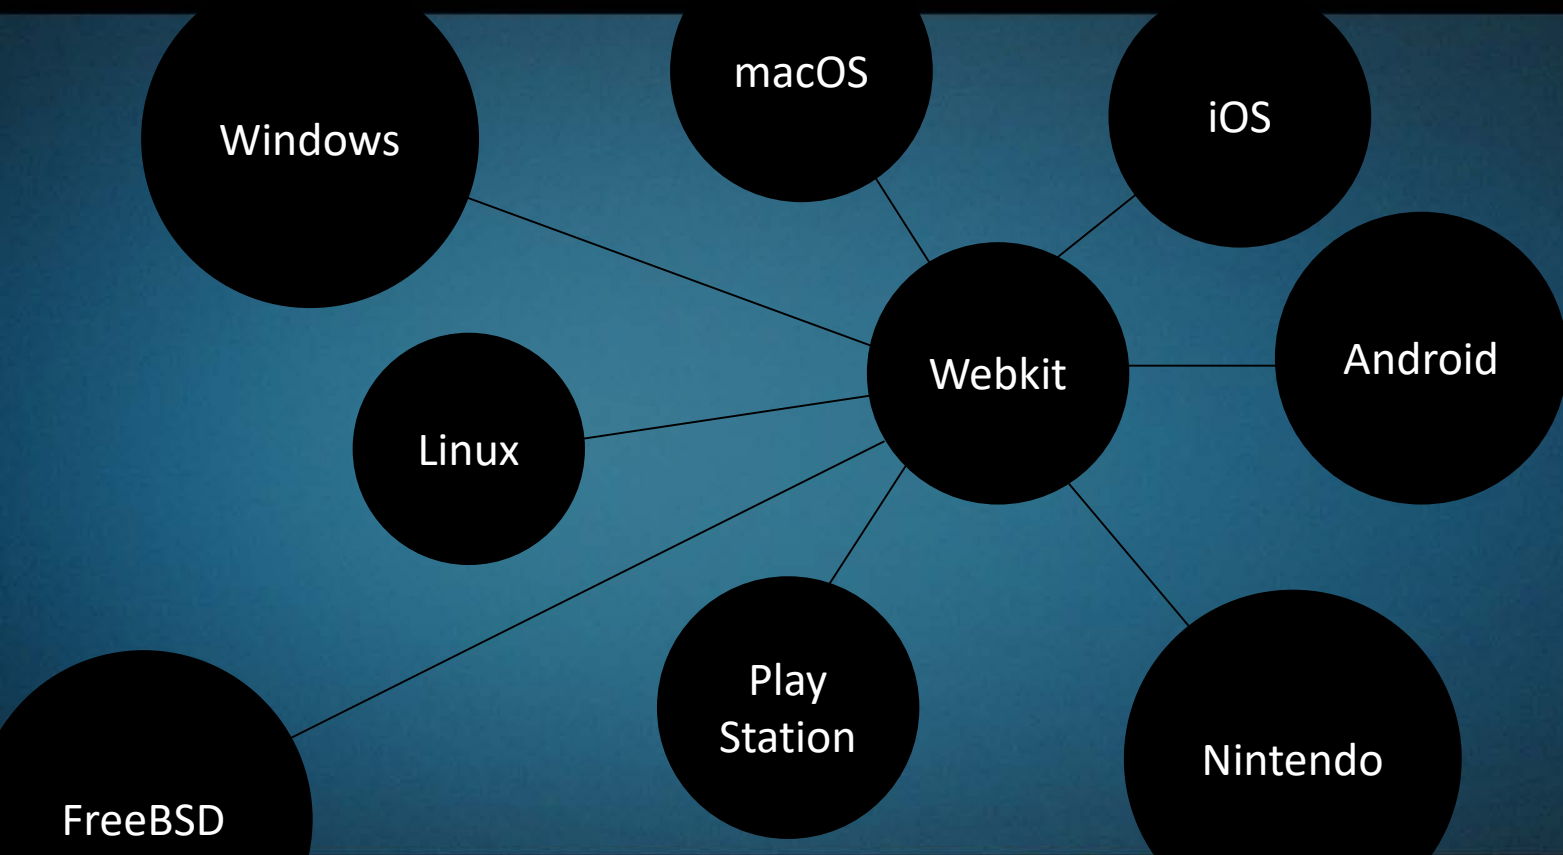 macOS
iOS
Windows
Android
Webkit
Linux
Play
Station
Nintendo
FreeBSD